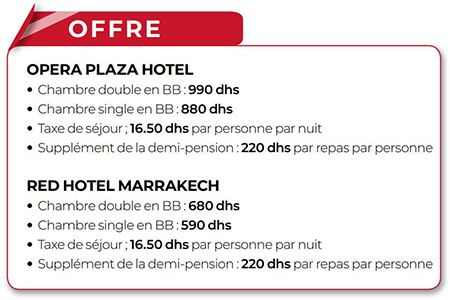 OFFRE
OPERA PLAZA HOTEL
• Chambre double en BB : 990 dhs
• Chambre single en BB : 880 dhs
• Taxe de séjour ; 16.50 dhs par personne par nuit
• Supplément de la demi-pension : 220 dhs par repas par personne
RED HOTEL MARRAKECH
• Chambre double en BB : 680 dhs
• Chambre single en BB : 590 dhs
• Taxe de séjour ; 16.50 dhs par personne par nuit
• Supplément de la demi-pension : 220 dhs par repas par personne